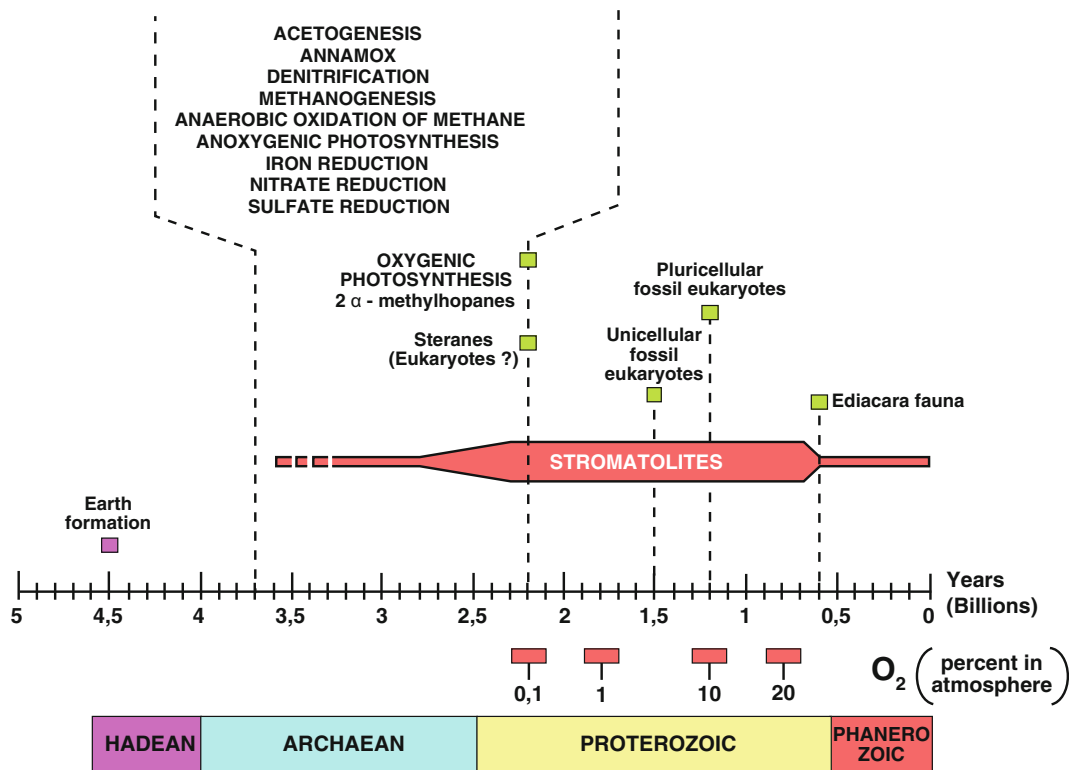 ACETOGENESIS
ANNAMOX
DENITRIFICATION
METHANOGENESIS
ANAEROBIC OXIDATION OF METHANE
ANOXYGENIC PHOTOSYNTHESIS
IRON REDUCTION
NITRATE REDUCTION
SULFATE REDUCTION
OXYGENIC
PHOTOSYNTHESIS
2 α - methylhopanes
Steranes
(Eukaryotes ?)
Pluricellular
fossil eukaryotes
Unicellular
fossil
eukaryotes
Ediacara fauna
STROMATOLITES
Earth
formation
5 4,5 4 3,5 3 2,5 2 1,5 1 0,5 0
Years
(Billions)
0,1 1 10 20
O2 (percent in
atmosphere)
HADEAN ARCHAEAN PROTEROZOIC PHANERO
ZOIC